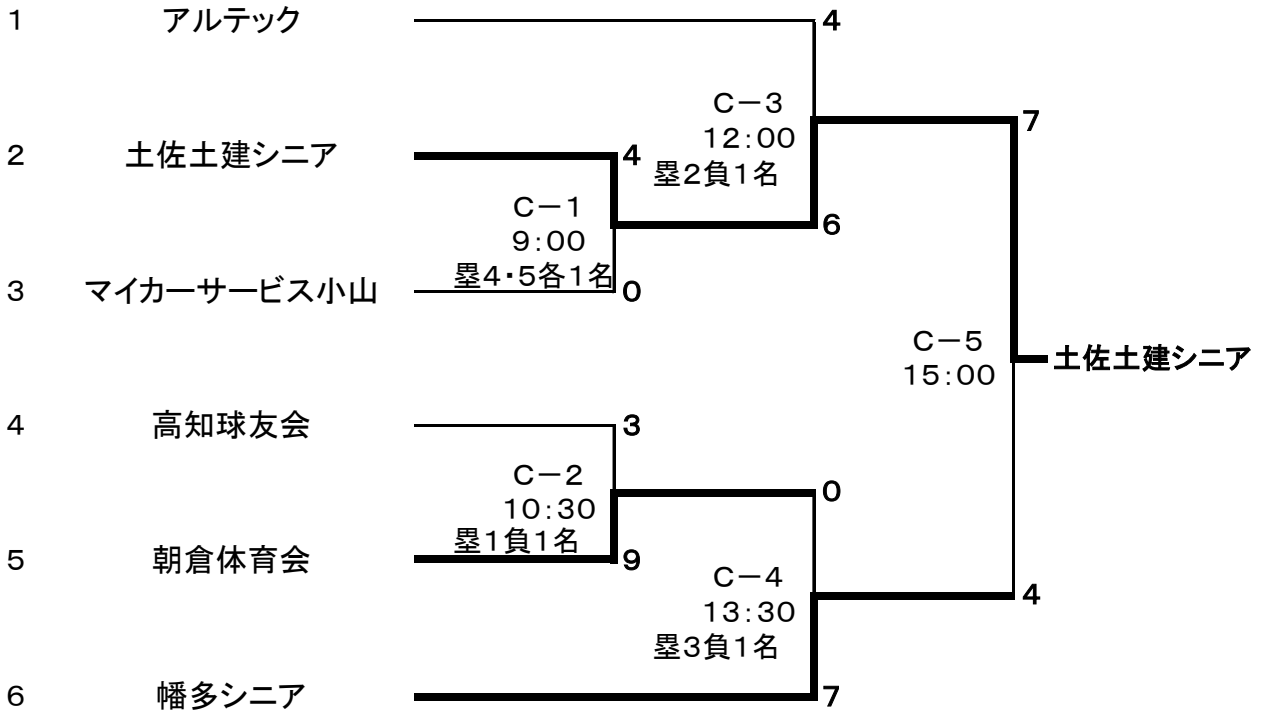 1 アルテック 4
C－3
12:00
塁2負1名
7
2 土佐土建シニア 4
C－1
9:00
塁4・5各1名
6
3 マイカーサービス小山 0
C－5
15:00
土佐土建シニア
4 高知球友会 3
C－2
10:30
塁1負1名
0
5 朝倉体育会 9
C－4
13:30
塁3負1名
4
6 幡多シニア 7